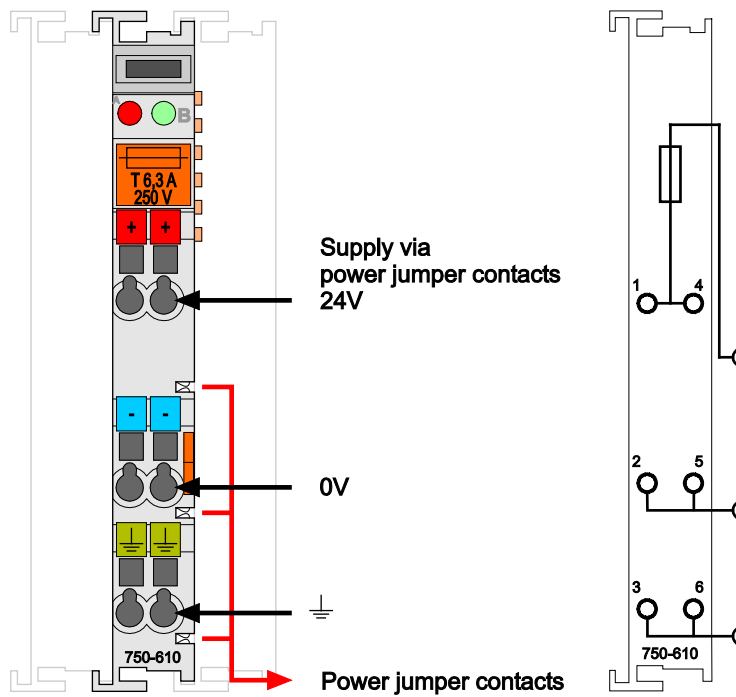 A
B
T 6,3 A
250 V
+ +
Supply via
power jumper contacts
24V
- -
0V
750-610
Power jumper contacts
1 4
2 5
3 6
750-610